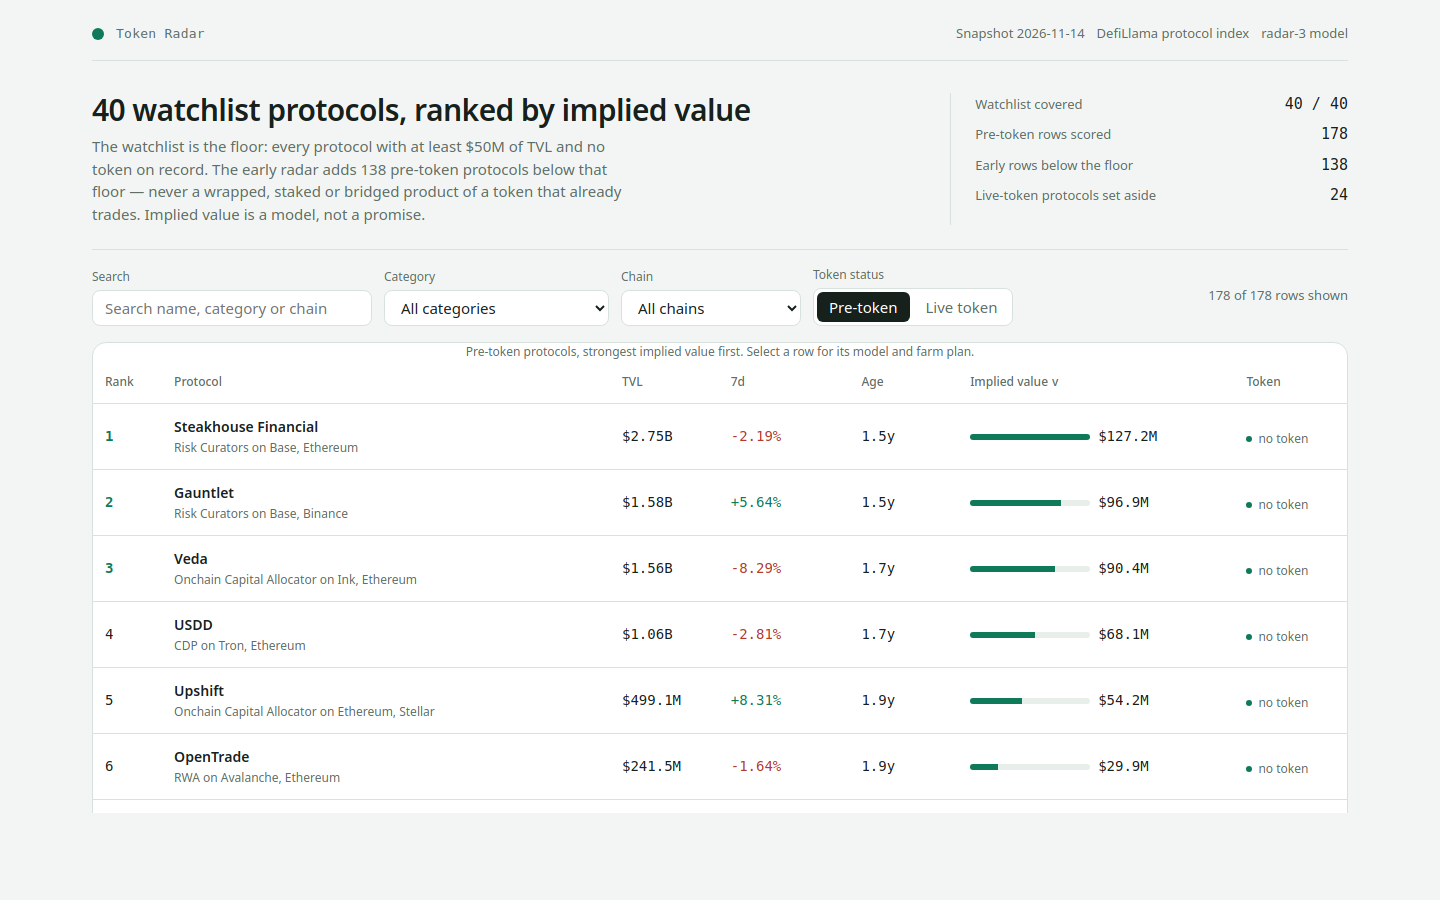 Token Radar
Snapshot 2026-11-14 DefiLlama protocol index radar-3 model
40 watchlist protocols, ranked by implied value
The watchlist is the floor: every protocol with at least $50M of TVL and no
token on record. The early radar adds 138 pre-token protocols below that
floor — never a wrapped, staked or bridged product of a token that already
trades. Implied value is a model, not a promise.
Watchlist covered 40 / 40
Pre-token rows scored 178
Early rows below the floor 138
Live-token protocols set aside 24
Search Category Chain Token status
Search name, category or chain All categories All chains Pre-token Live token
178 of 178 rows shown
Pre-token protocols, strongest implied value first. Select a row for its model and farm plan.
Rank Protocol TVL 7d Age Implied value v Token
1 Steakhouse Financial $2.75B -2.19% 1.5y $127.2M no token
Risk Curators on Base, Ethereum
2 Gauntlet $1.58B +5.64% 1.5y $96.9M no token
Risk Curators on Base, Binance
3 Veda $1.56B -8.29% 1.7y $90.4M no token
Onchain Capital Allocator on Ink, Ethereum
4 USDD $1.06B -2.81% 1.7y $68.1M no token
CDP on Tron, Ethereum
5 Upshift $499.1M +8.31% 1.9y $54.2M no token
Onchain Capital Allocator on Ethereum, Stellar
6 OpenTrade $241.5M -1.64% 1.9y $29.9M no token
RWA on Avalanche, Ethereum